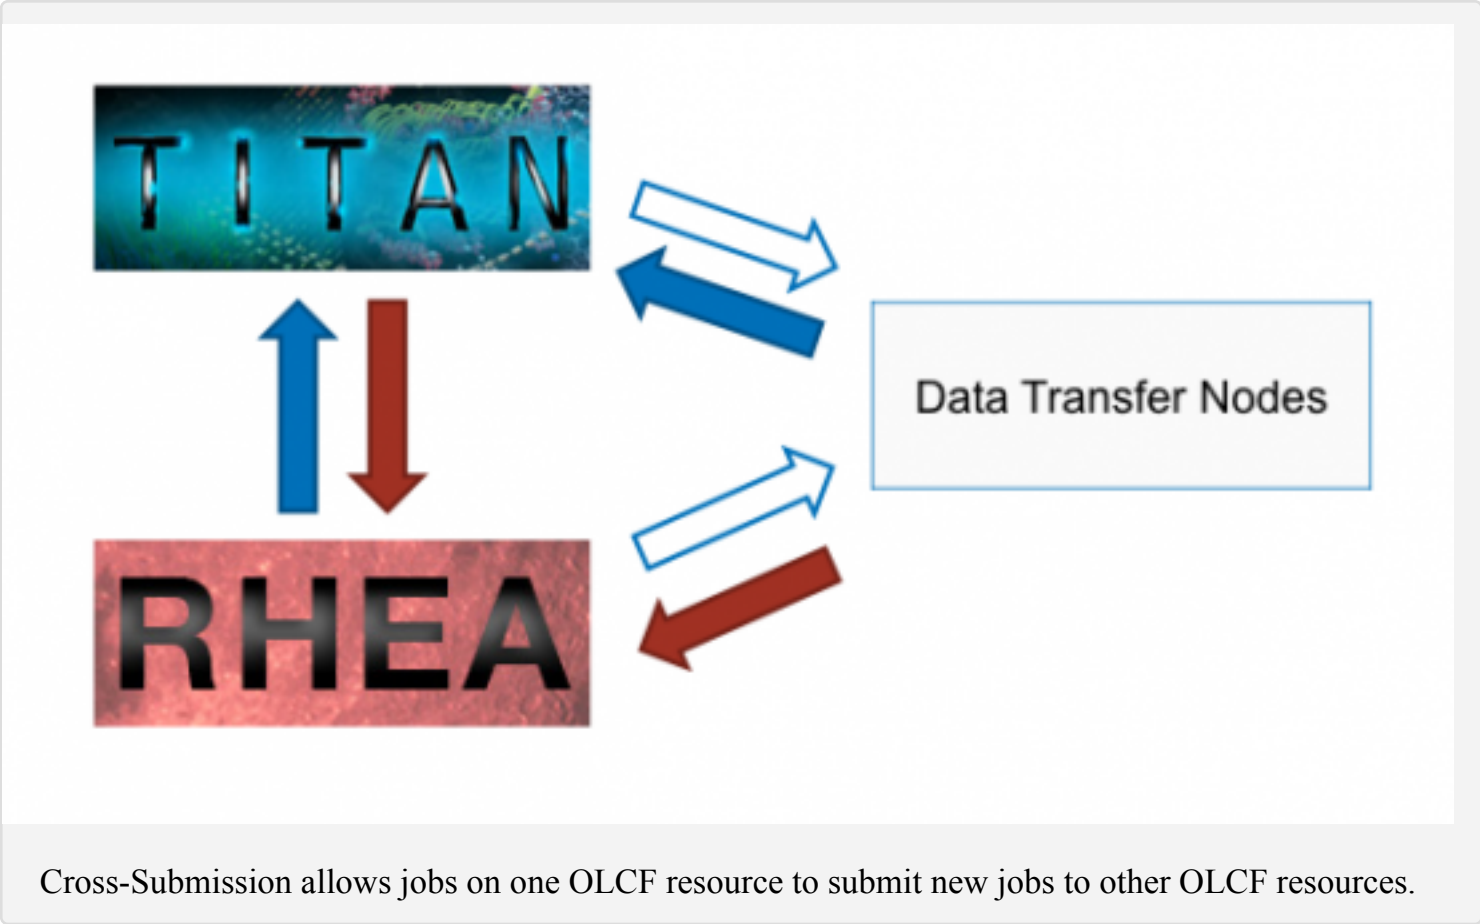 TITAN
Data Transfer Nodes
RHEA
Cross-Submission allows jobs on one OLCF resource to submit new jobs to other OLCF resources.